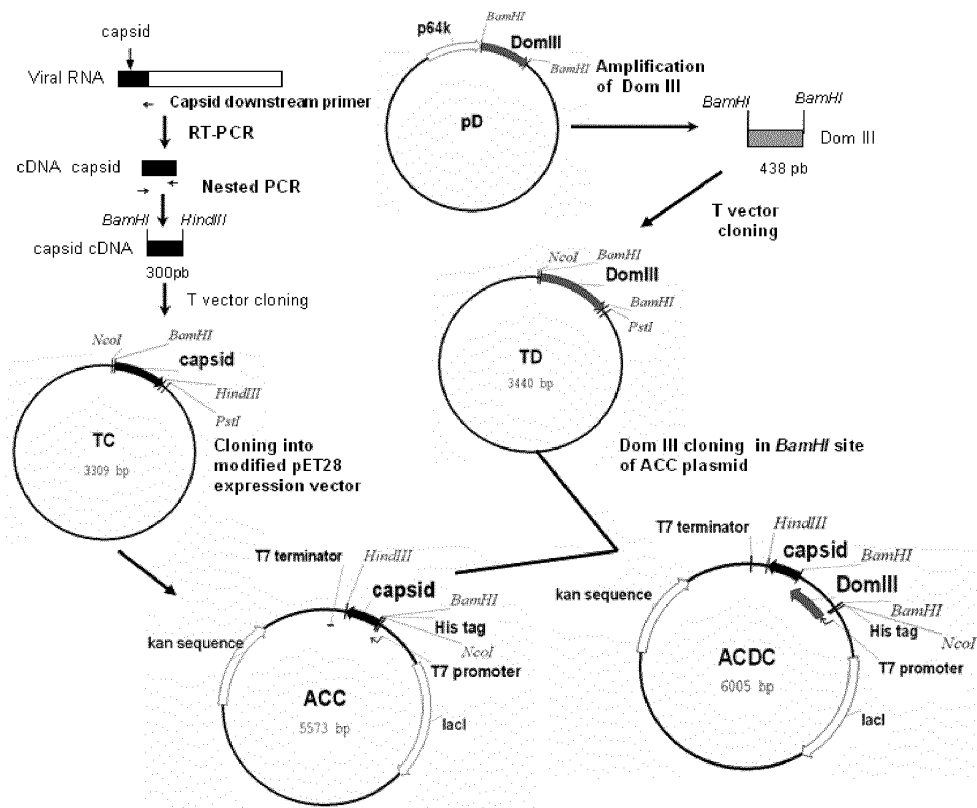 capsid
Viral RNA
Capsid downstream primer
RT-PCR
cDNA capsid
Nested PCR
BamHI HindIII
capsid cDNA
300pb
T vector cloning
NcoI
BamHI
capsid
HindIII
PstI
TC
3309 bp
Cloning into
modified pET28
expression vector
p64k
BamHI
DomIII
BamHI
pD
Amplification
of Dom III
BamHI
BamHI
Dom III
438 pb
T vector
cloning
NcoI
BamHI
DomIII
BamHI
PstI
TD
3440 bp
Dom III cloning in BamHI site
of ACC plasmid
T7 terminator
HindIII
capsid
BamHI
His tag
NcoI
T7 promoter
kan sequence
ACC
5573 bp
lacI
T7 terminator
HindIII
capsid
BamHI
DomIII
BamHI
His tag
NcoI
T7 promoter
kan sequence
ACDC
6005 bp
lacI